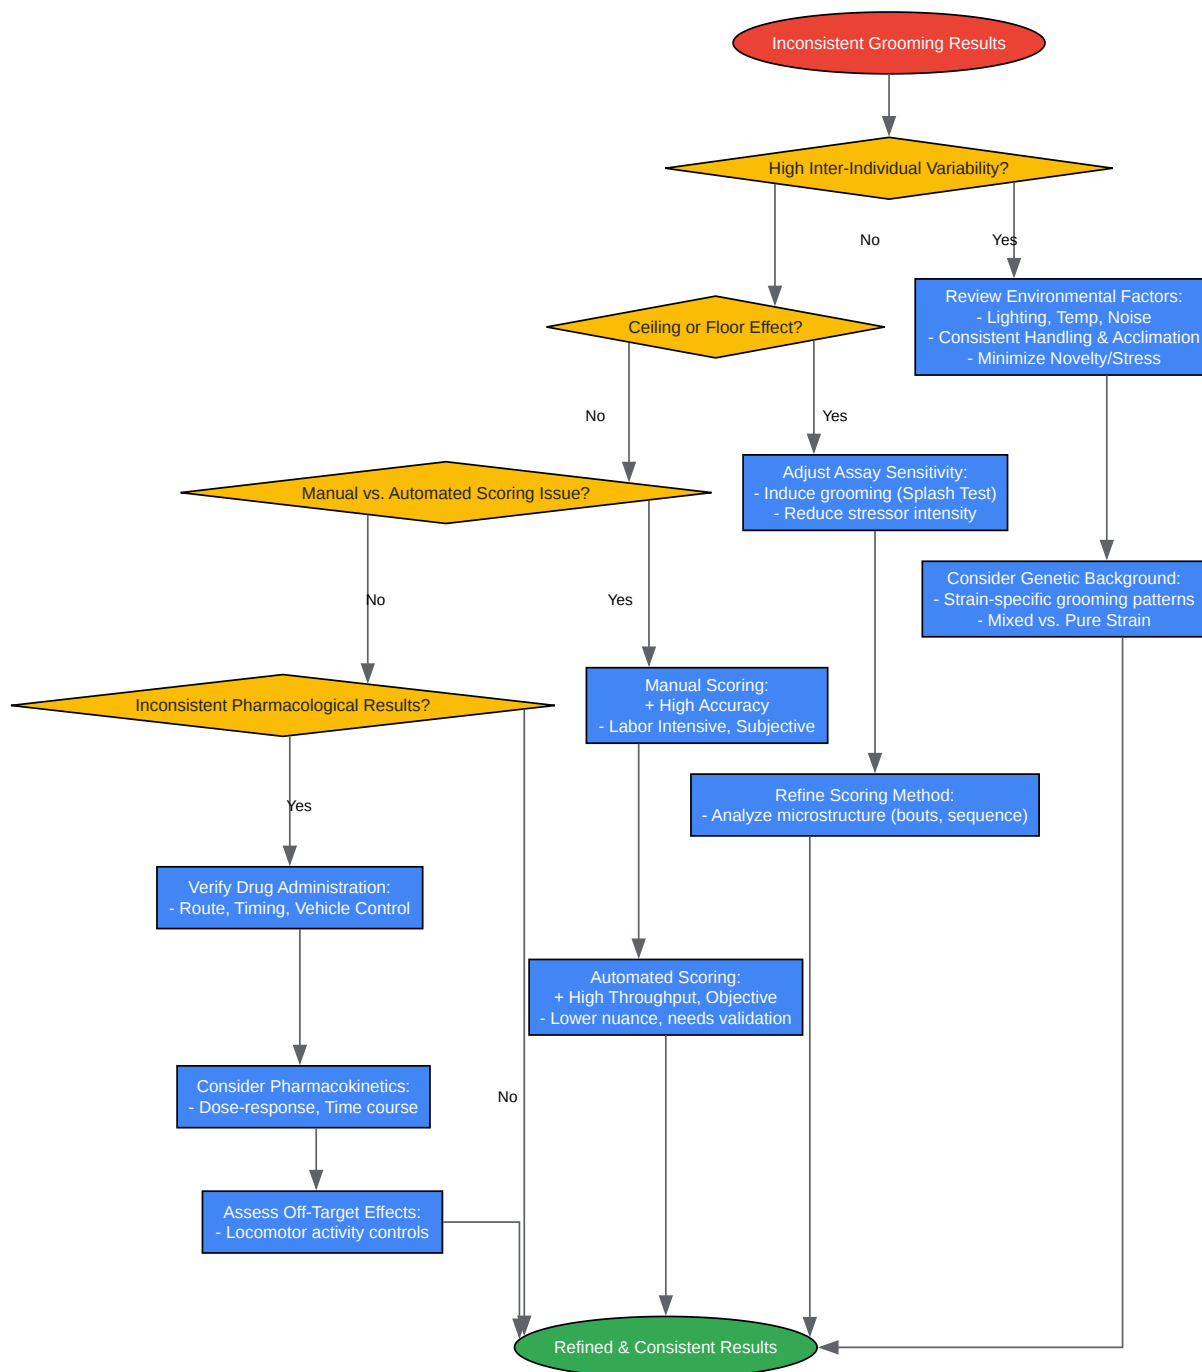 Inconsistent Grooming Results
High Inter-Individual Variability?
No
Yes
Review Environmental Factors:
- Lighting, Temp, Noise
- Consistent Handling & Acclimation
- Minimize Novelty/Stress
Ceiling or Floor Effect?
No
Yes
Manual vs. Automated Scoring Issue?
Adjust Assay Sensitivity:
- Induce grooming (Splash Test)
- Reduce stressor intensity
Consider Genetic Background:
- Strain-specific grooming patterns
- Mixed vs. Pure Strain
No
Yes
Inconsistent Pharmacological Results?
Manual Scoring:
+ High Accuracy
- Labor Intensive, Subjective
Refine Scoring Method:
- Analyze microstructure (bouts, sequence)
Yes
Verify Drug Administration:
- Route, Timing, Vehicle Control
Automated Scoring:
+ High Throughput, Objective
- Lower nuance, needs validation
Consider Pharmacokinetics:
- Dose-response, Time course
No
Assess Off-Target Effects:
- Locomotor activity controls
Refined & Consistent Results